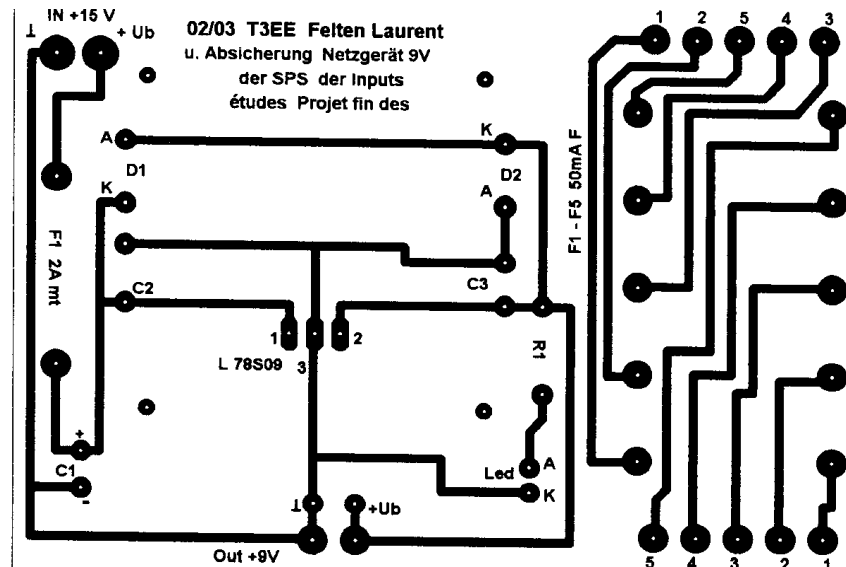 IN +15 V
⊥
+ Ub
02/03 T3EE Felten Laurent
u. Absicherung Netzgerät 9V
der SPS der Inputs
études Projet fin des
1 2 5 4 3
A
K
D1
D2
K
A
F1 2A mt
F1 - F5 50mA F
C2
C3
1
2
L 78S09
3
R1
+
C1
-
Led
A
K
⊥
+Ub
Out +9V
5 4 3 2 1